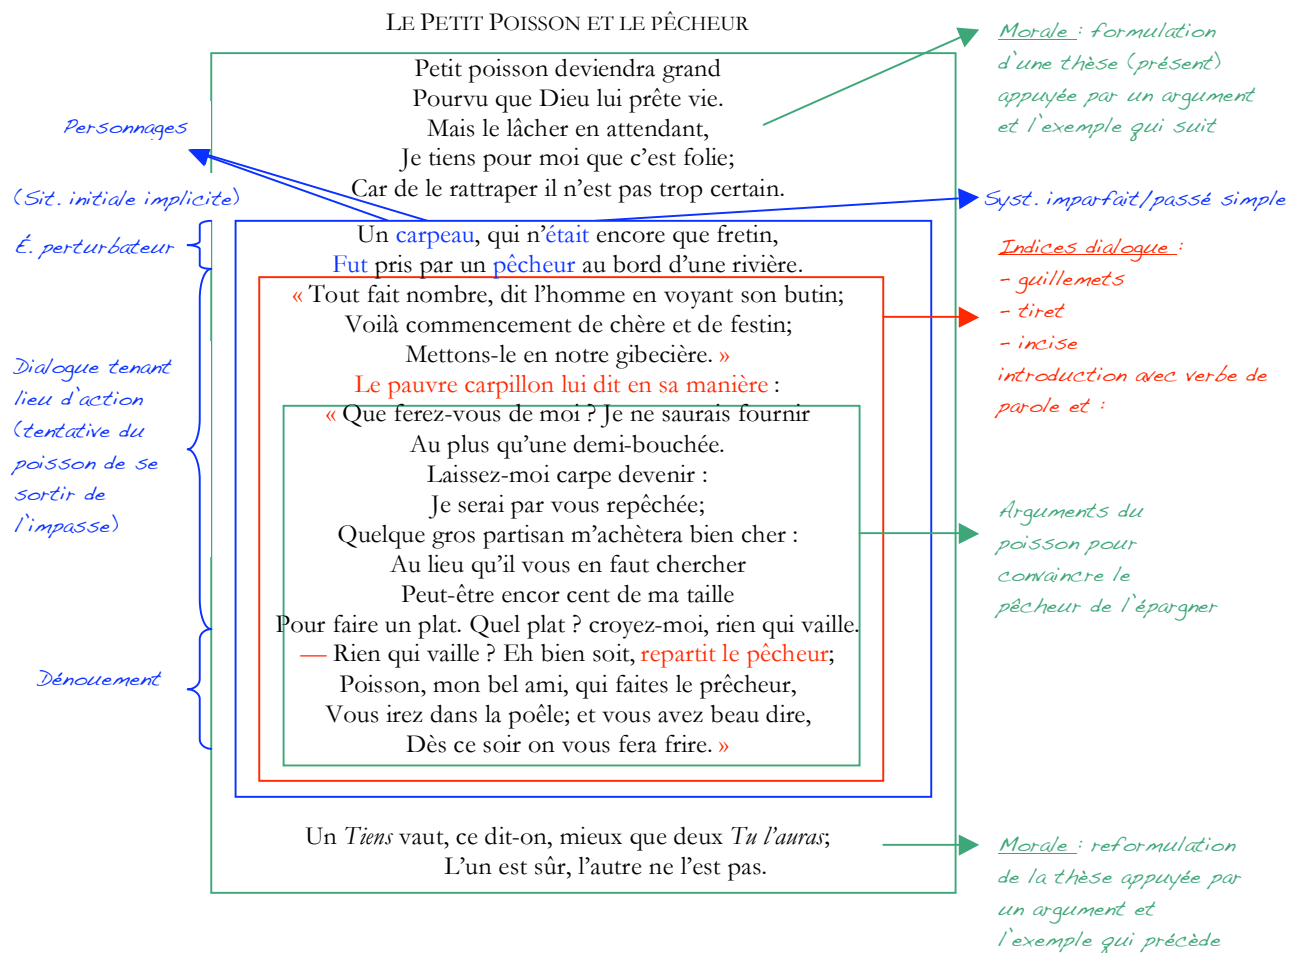 LE PETIT POISSON ET LE PÊCHEUR
Petit poisson deviendra grand
Pourvu que Dieu lui prête vie.
Mais le lâcher en attendant,
Je tiens pour moi que c'est folie;
Car de le rattraper il n'est pas trop certain.
Un carpeau, qui n'était encore que fretin,
Fut pris par un pêcheur au bord d'une rivière.
« Tout fait nombre, dit l'homme en voyant son butin;
Voilà commencement de chère et de festin;
Mettons-le en notre gibecière. »
Le pauvre carpillon lui dit en sa manière :
« Que ferez-vous de moi ? Je ne saurais fournir
Au plus qu'une demi-bouchée.
Laissez-moi carpe devenir :
Je serai par vous repêchée;
Quelque gros partisan m'achètera bien cher :
Au lieu qu'il vous en faut chercher
Peut-être encor cent de ma taille
Pour faire un plat. Quel plat ? croyez-moi, rien qui vaille.
— Rien qui vaille ? Eh bien soit, repartit le pêcheur;
Poisson, mon bel ami, qui faites le prêcheur,
Vous irez dans la poêle; et vous avez beau dire,
Dès ce soir on vous fera frire. »
Un Tiens vaut, ce dit-on, mieux que deux Tu l'auras;
L'un est sûr, l'autre ne l'est pas.
Personnages
(Sit. initiale implicite)
É. perturbateur
Dialogue tenant
lieu d'action
(tentative du
poisson de se
sortir de
l'impasse)
Dénouement
Morale : formulation
d'une thèse (présent)
appuyée par un argument
et l'exemple qui suit
Syst. imparfait/passé simple
Indices dialogue :
- guillemets
- tiret
- incise
introduction avec verbe de
parole et :
Arguments du
poisson pour
convaincre le
pêcheur de l'épargner
Morale : reformulation
de la thèse appuyée par
un argument et
l'exemple qui précède